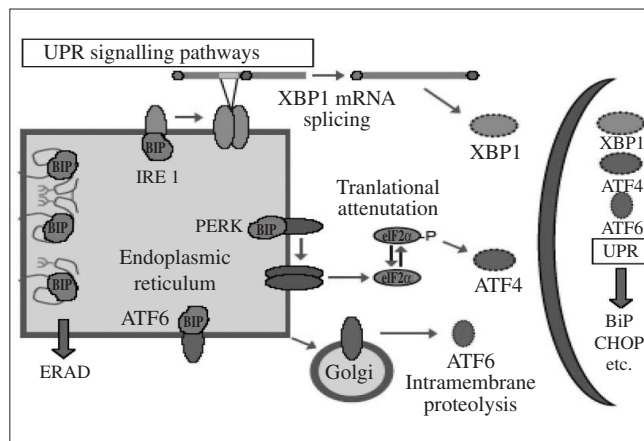 UPR signalling pathways
XBP1 mRNA
splicing
XBP1
BIP
IRE 1
BIP
BIP
BIP
PERK
BIP
Endoplasmic
reticulum
ATF6
BIP
ERAD
Tranlational
attenutation
eIF2α
P
eIF2α
ATF4
Golgi
ATF6
Intramembrane
proteolysis
XBP1
ATF4
ATF6
UPR
BiP
CHOP
etc.